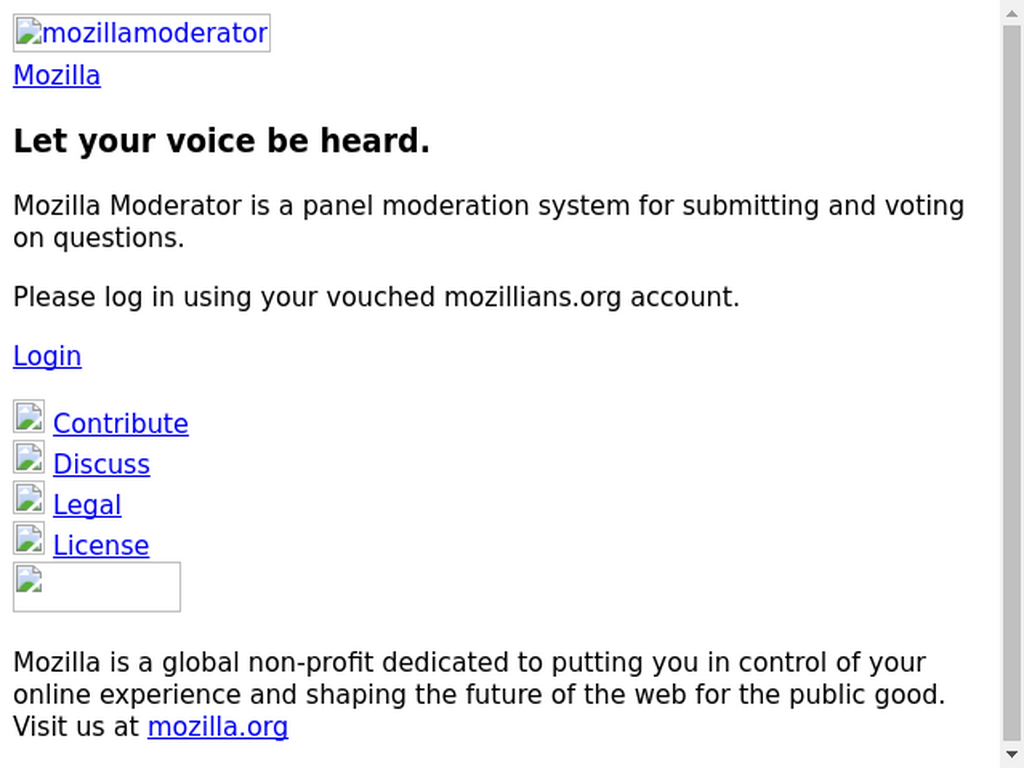 mozillamoderator
Mozilla
Let your voice be heard.
Mozilla Moderator is a panel moderation system for submitting and voting
on questions.
Please log in using your vouched mozillians.org account.
Login
Contribute
Discuss
Legal
License
Mozilla is a global non-profit dedicated to putting you in control of your
online experience and shaping the future of the web for the public good.
Visit us at mozilla.org